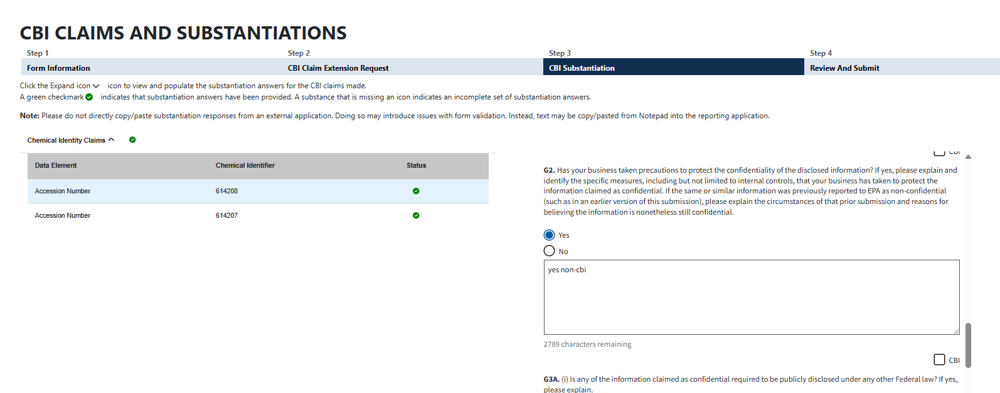 CBI CLAIMS AND SUBSTANTIATIONS
Step 1 Step 2 Step 3 Step 4
Form Information CBI Claim Extension Request CBI Substantiation Review And Submit
Click the Expand icon icon to view and populate the substantiation answers for the CBI claims made.
A green checkmark indicates that substantiation answers have been provided. A substance that is missing an icon indicates an incomplete set of substantiation answers.
Note: Please do not directly copy/paste substantiation responses from an external application. Doing so may introduce issues with form validation. Instead, text may be copy/pasted from Notepad into the reporting application.
Chemical Identity Claims
Data Element Chemical Identifier Status
Accession Number 614208
Accession Number 614207
CBI
G2. Has your business taken precautions to protect the confidentiality of the disclosed information? If yes, please explain and
identify the specific measures, including but not limited to internal controls, that your business has taken to protect the
information claimed as confidential. If the same or similar information was previously reported to EPA as non-confidential
(such as in an earlier version of this submission), please explain the circumstances of that prior submission and reasons for
believing the information is nonetheless still confidential.
Yes
No
yes non-cbi
2789 characters remaining
CBI
G3A. (i) Is any of the information claimed as confidential required to be publicly disclosed under any other Federal law? If yes,
please explain.